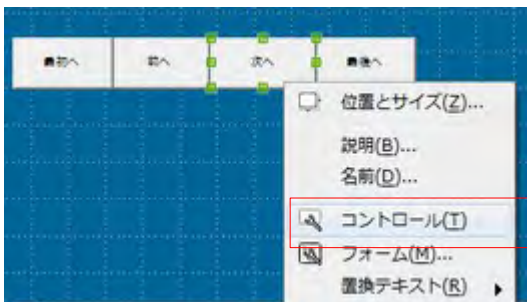 最初へ 前へ 次へ 最後へ
位置とサイズ(Z)...
説明(B)...
名前(D)...
コントロール(T)
フォーム(M)...
置換テキスト(R)